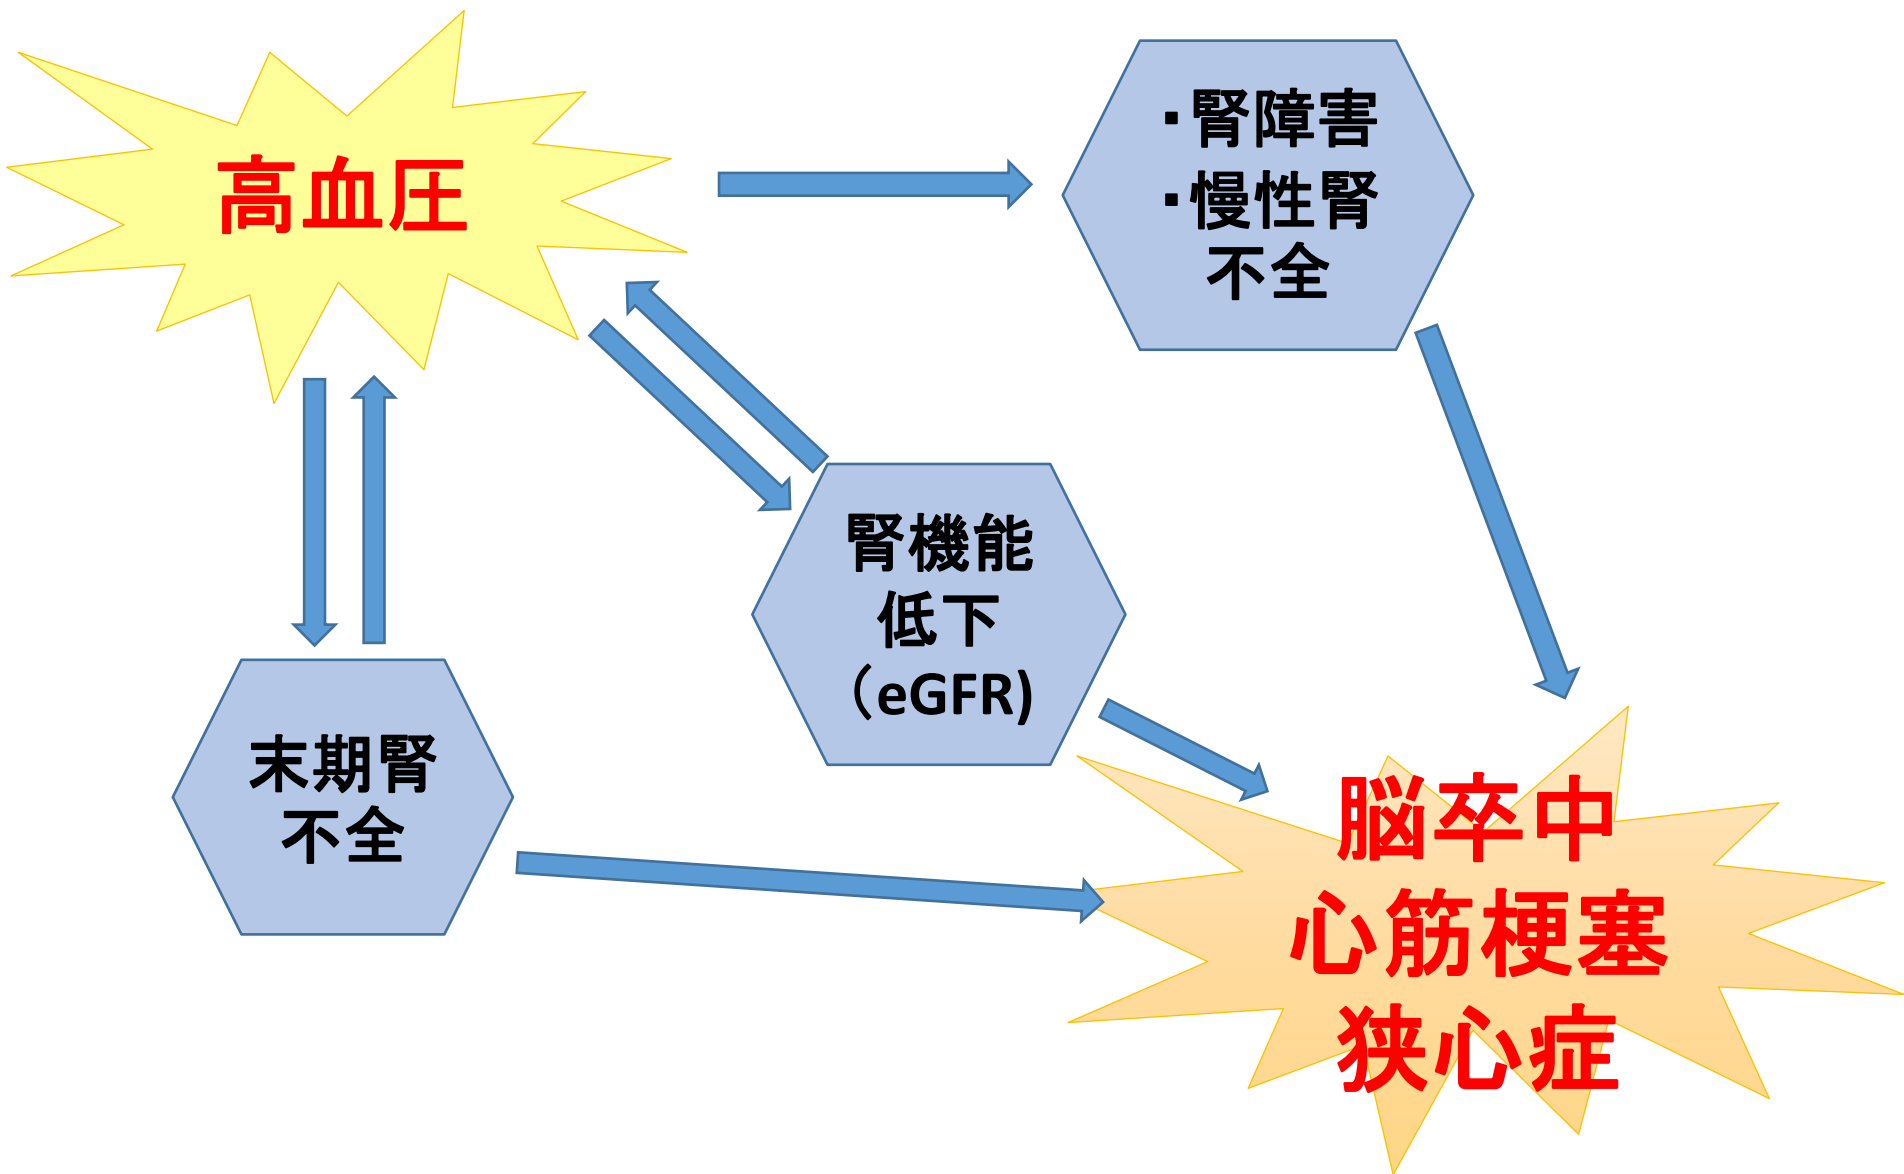 高血圧
・腎障害
・慢性腎
不全
腎機能
低下
（eGFR)
末期腎
不全
脳卒中
心筋梗塞
狭心症